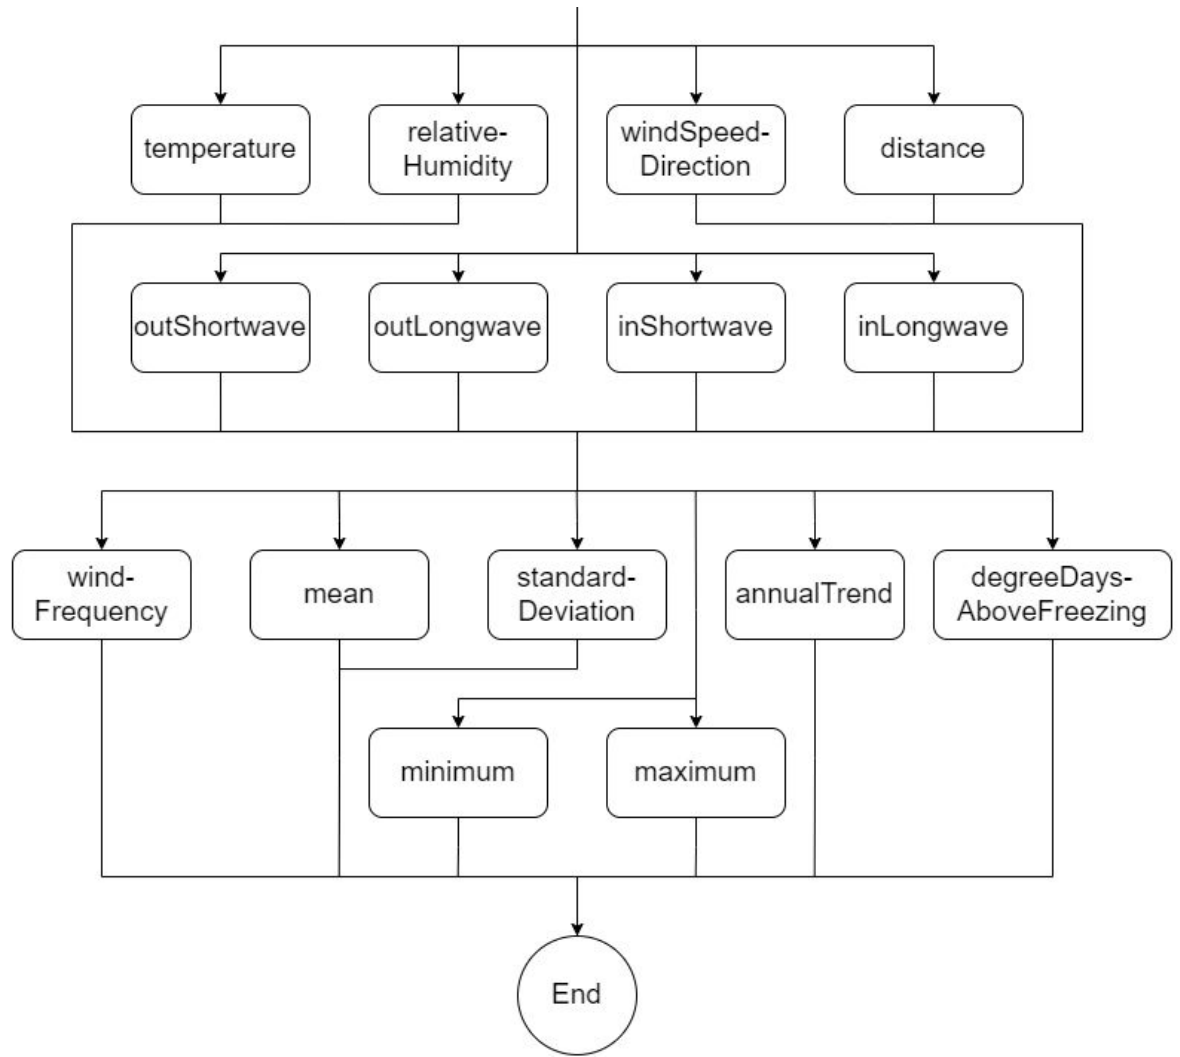 temperature
relative-
Humidity
windSpeed-
Direction
distance
outShortwave
outLongwave
inShortwave
inLongwave
wind-
Frequency
mean
standard-
Deviation
annualTrend
degreeDays-
AboveFreezing
minimum
maximum
End